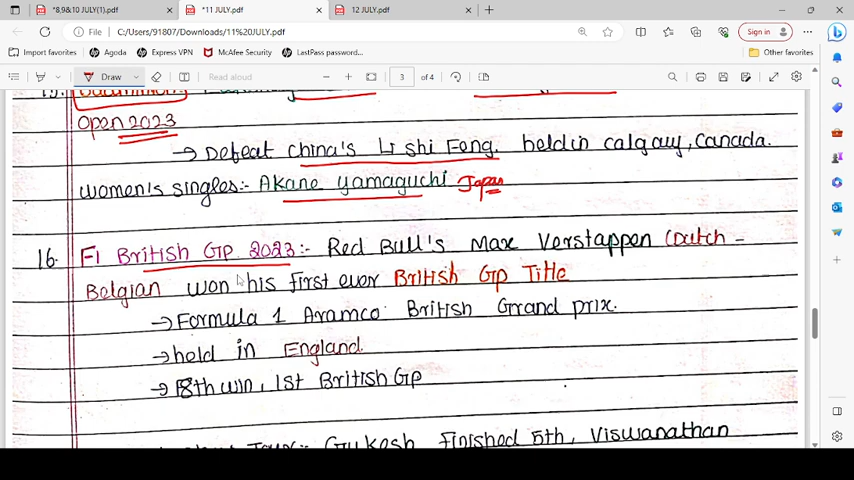 *8,9&10 JULY(1).pdf
*11 JULY.pdf
12 JULY.pdf
File
C:/Users/91807/Downloads/11%20JULY.pdf
Sign in
Import favorites
Agoda
Express VPN
McAfee Security
LastPass password...
Other favorites
Draw
Read aloud
3
of 4
15.
Open 2023
→ Defeat China's Li shi Feng. held in calgary, Canada.
women's singles:- Akane yamaguchi Japan
16. F1 British GP 2023:- Red Bull's Max Verstappen (Dutch -
Belgian won his first ever British Gp Title
→ Formula 1 Aramco British Grand prix.
→ held in England.
→ 18th win, 1st British Gp
Gukesh finished 5th, Viswanathan